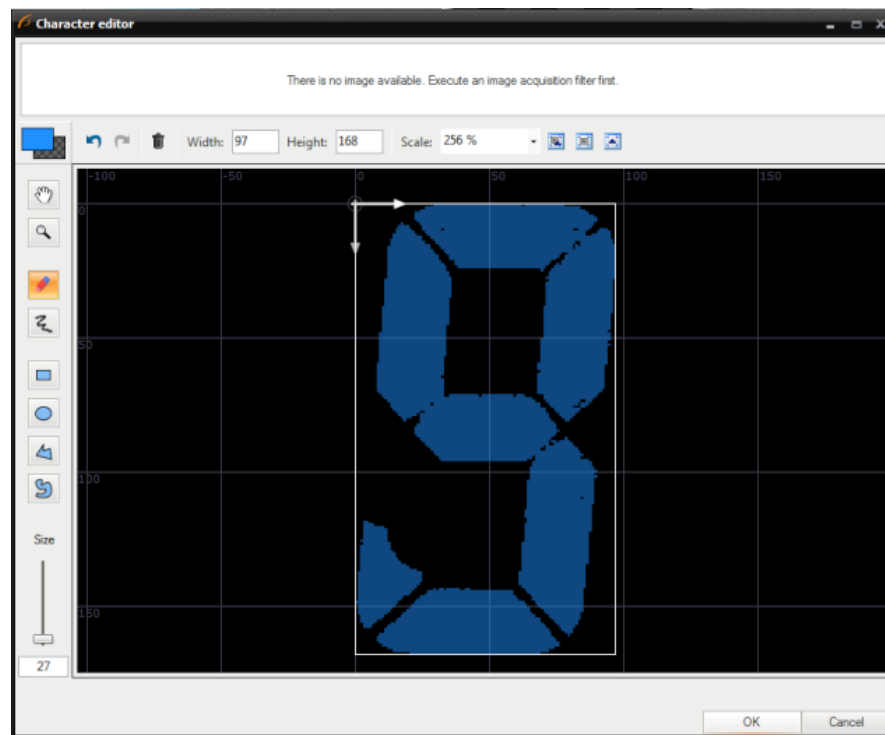 Character editor
There is no image available. Execute an image acquisition filter first.
Width: 97 Height: 168 Scale: 256 %
-100 -50 0 50 100 150
0
50
100
150
9
Size
27
OK Cancel